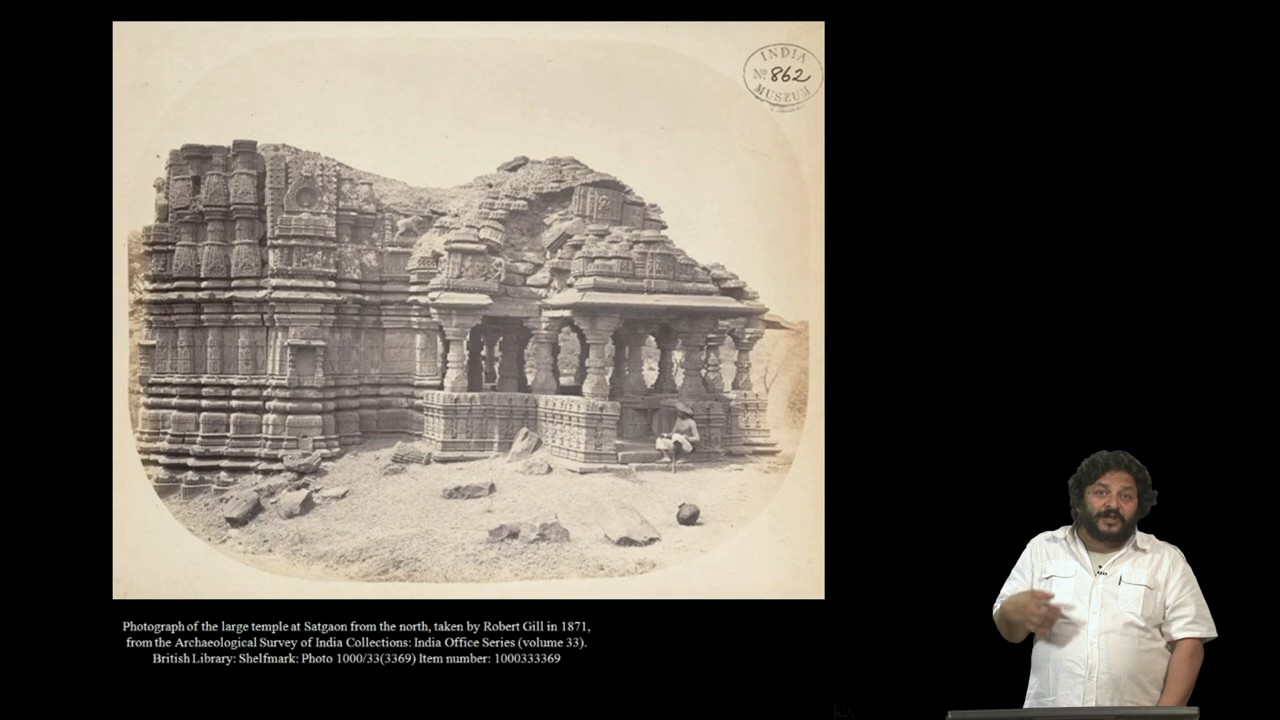 INDIA
No 862
MUSEUM
Photograph of the large temple at Satgaon from the north, taken by Robert Gill in 1871,
from the Archaeological Survey of India Collections: India Office Series (volume 33).
British Library: Shelfmark: Photo 1000/33(3369) Item number: 1000333369